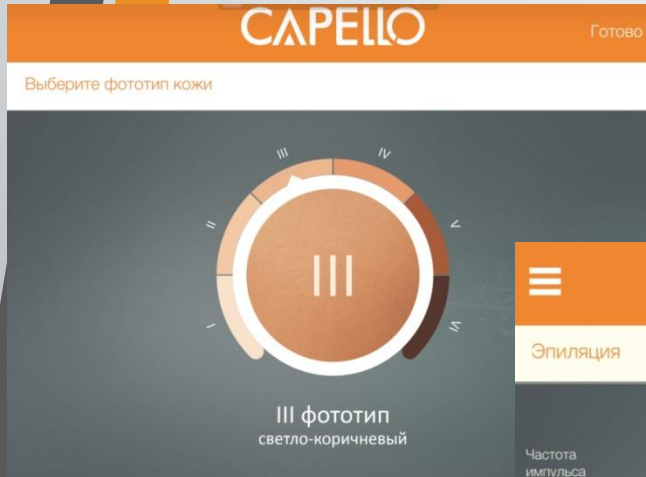 CAPELLO
Готово
Выберите фототип кожи
I
II
III
IV
V
VI
III
III фототип
светло-коричневый
Эпиляция
Частота
импульса